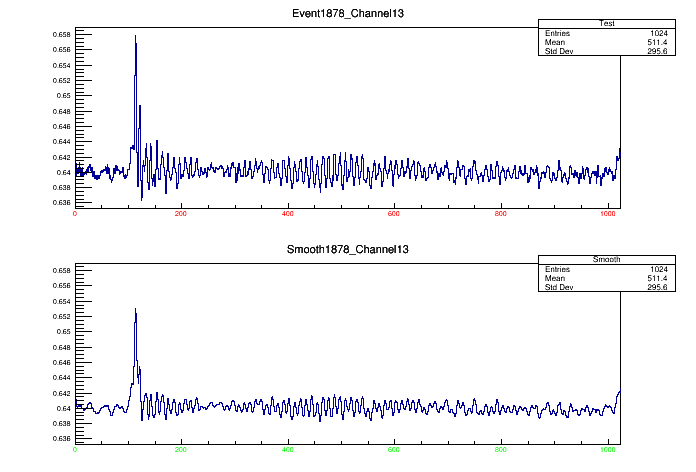 Event1878_Channel13
Test
Entries 1024
Mean 511.4
Std Dev 295.6
0.658
0.656
0.654
0.652
0.65
0.648
0.646
0.644
0.642
0.64
0.638
0.636
0 200 400 600 800 1000
Smooth1878_Channel13
Smooth
Entries 1024
Mean 511.4
Std Dev 295.6
0.658
0.656
0.654
0.652
0.65
0.648
0.646
0.644
0.642
0.64
0.638
0.636
0 200 400 600 800 1000